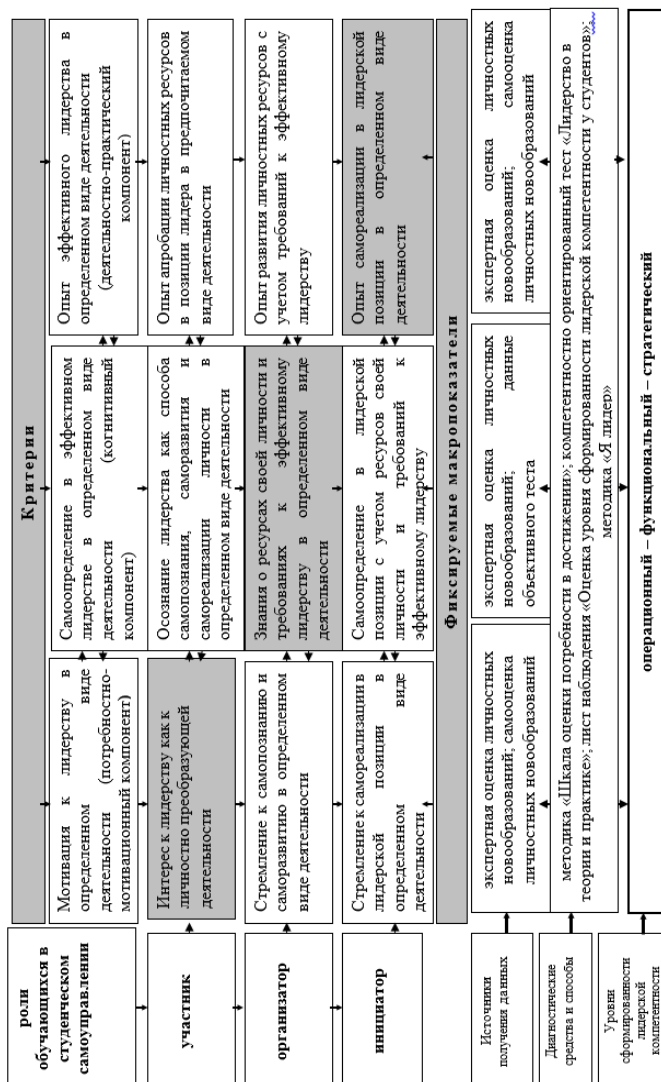 Критерии
роли
обучающихся в
студенческом
самоуправлении
Мотивация к лидерству в
определенном виде
деятельности (потребностно-
мотивационный компонент)
Самоопределение в эффективном
лидерстве в определенном виде
деятельности (когнитивный
компонент)
Опыт эффективного лидерства в
определенном виде деятельности
(деятельностно-практический
компонент)
участник
Интерес к лидерству как к
личностно преобразующей
деятельности
Осознание лидерства как способа
самопознания, саморазвития и
самореализации личности в
определенном виде деятельности
Опыт апробации личностных ресурсов
в позиции лидера в предпочитаемом
виде деятельности
организатор
Стремление к самопознанию и
саморазвитию в определенном
виде деятельности
Знания о ресурсах своей личности и
требованиях к эффективному
лидерству в определенном виде
деятельности
Опыт развития личностных ресурсов с
учетом требований к эффективному
лидерству
инициатор
Стремление к самореализации в
лидерской позиции в
определенном виде
деятельности
Самоопределение в лидерской
позиции с учетом ресурсов своей
личности и требований к
эффективному лидерству
Опыт самореализации в лидерской
позиции в определенном виде
деятельности
Фиксируемые макропоказатели
Источники
получения данных
экспертная оценка личностных
новообразований; самооценка
личностных новообразований
экспертная оценка личностных
новообразований; данные
объективного теста
экспертная оценка личностных
новообразований; самооценка
личностных новообразований
Диагностические
средства и способы
методика «Шкала оценки потребности в достижении»; компетентностно ориентированный тест «Лидерство в
теории и практике»; лист наблюдения «Оценка уровня сформированности лидерской компетентности у студентов»;
методика «Я лидер»
Уровни
сформированности
лидерской
компетентности
операционный – функциональный – стратегический